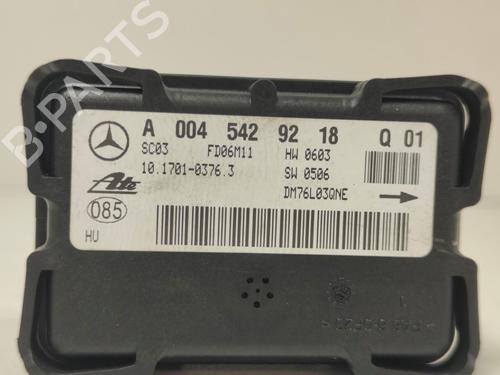 A 004 542 92 18 Q 01
SC03 FD06M11 HW 0603
10.1701-0376.3 SW 0506
Ate DM76L03QNE
085
HU
B-PARTS